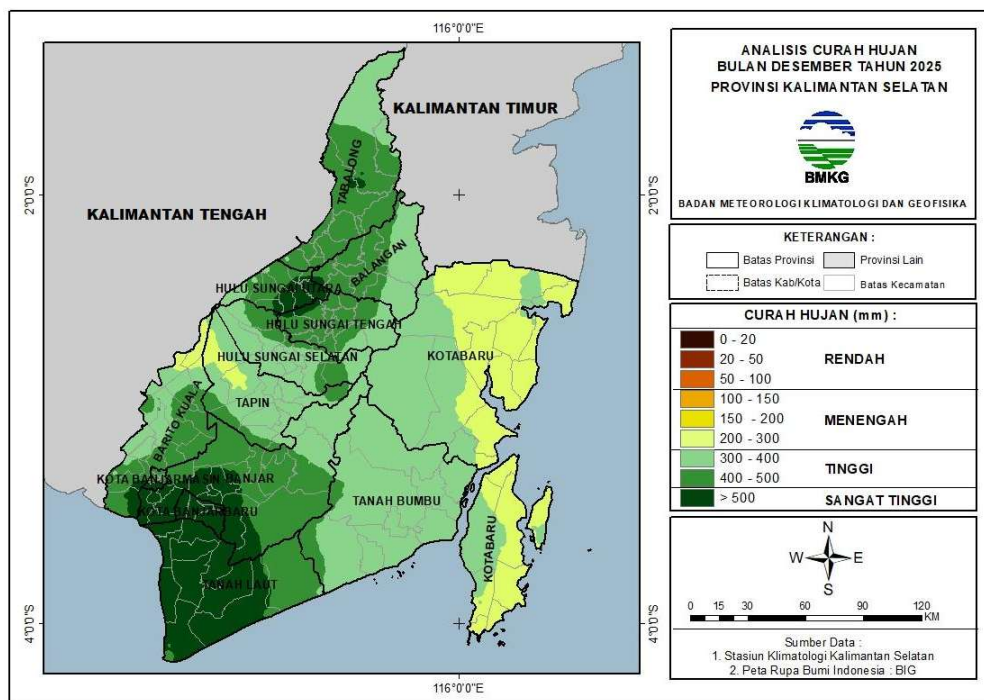 116°0'0"E
2°0'0"S
4°0'0"S
KALIMANTAN TIMUR
KALIMANTAN TENGAH
TABALONG
BALANGAN
HULU SUNGAI UTARA
HULU SUNGAI TENGAH
HULU SUNGAI SELATAN
KOTABARU
TAPIN
BARITO KUALA
KOTA BANJARMASIN
BANJAR
KOTA BANJARBARU
TANAH BUMBU
KOTABARU
TANAH LAUT
2°0'0"S
4°0'0"S
116°0'0"E
ANALISIS CURAH HUJAN
BULAN DESEMBER TAHUN 2025
PROVINSI KALIMANTAN SELATAN
BMKG
BADAN METEOROLOGI KLIMATOLOGI DAN GEOFISIKA
KETERANGAN :
Batas Provinsi
Provinsi Lain
Batas Kab/Kota
Batas Kecamatan
CURAH HUJAN (mm) :
0 - 20
20 - 50
RENDAH
50 - 100
100 - 150
150 - 200
MENENGAH
200 - 300
300 - 400
TINGGI
400 - 500
> 500
SANGAT TINGGI
N
W
E
S
0 15 30 60 90 120
KM
Sumber Data :
1. Stasiun Klimatologi Kalimantan Selatan
2. Peta Rupa Bumi Indonesia : BIG